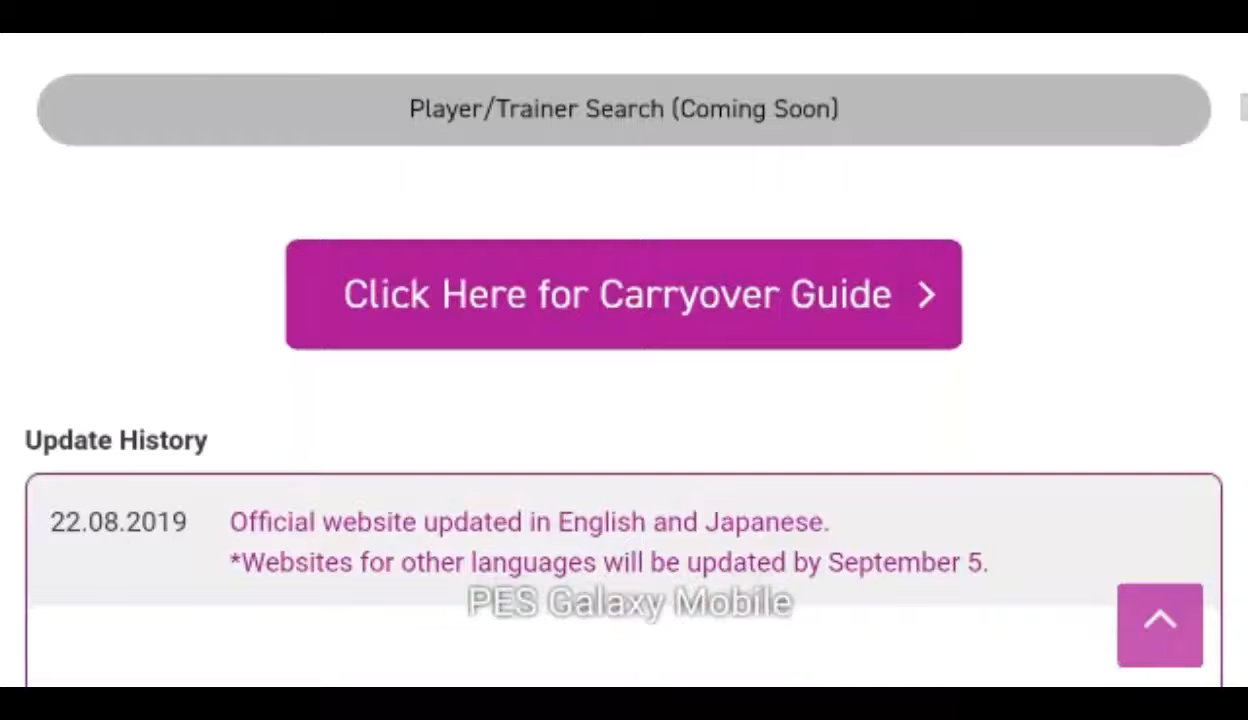 Player/Trainer Search (Coming Soon)
Click Here for Carryover Guide
Update History
22.08.2019 Official website updated in English and Japanese.
*Websites for other languages will be updated by September 5.
PES Galaxy Mobile